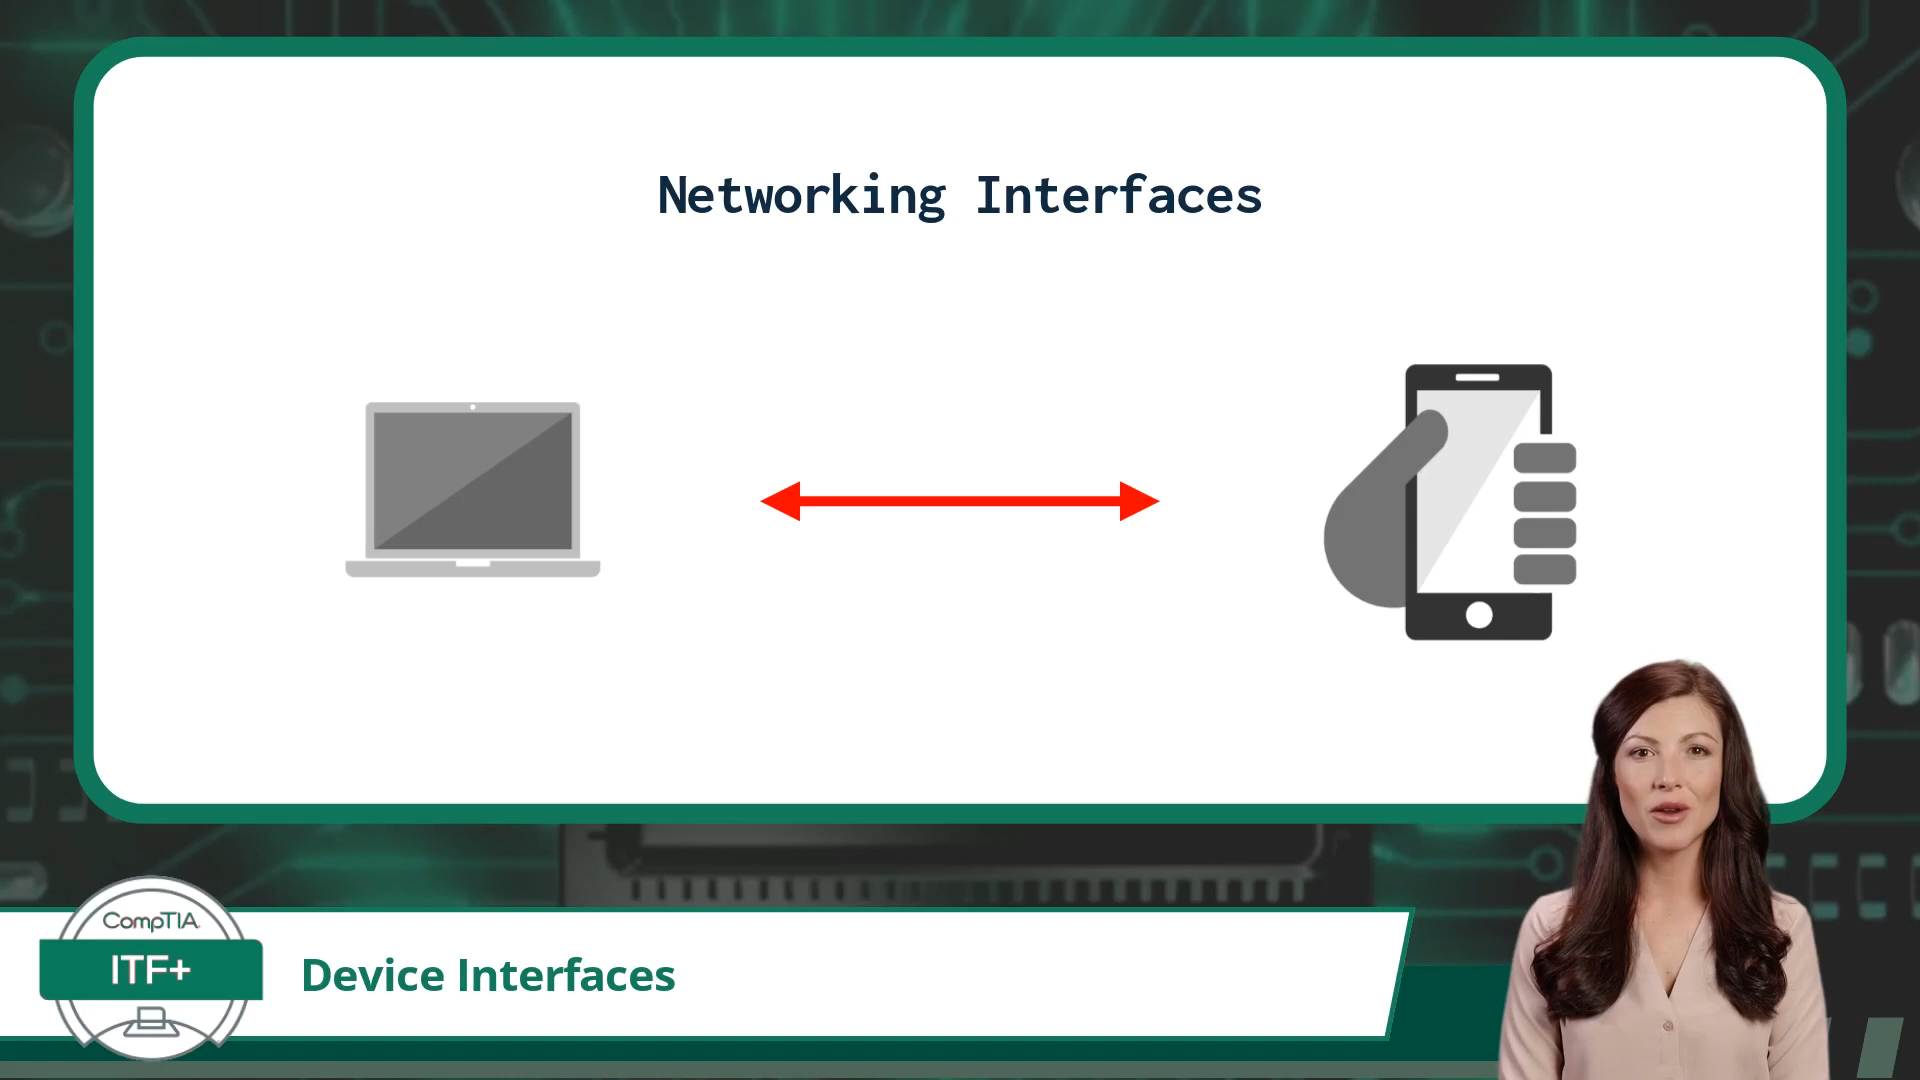 Networking Interfaces
CompTIA.
ITF+
Device Interfaces